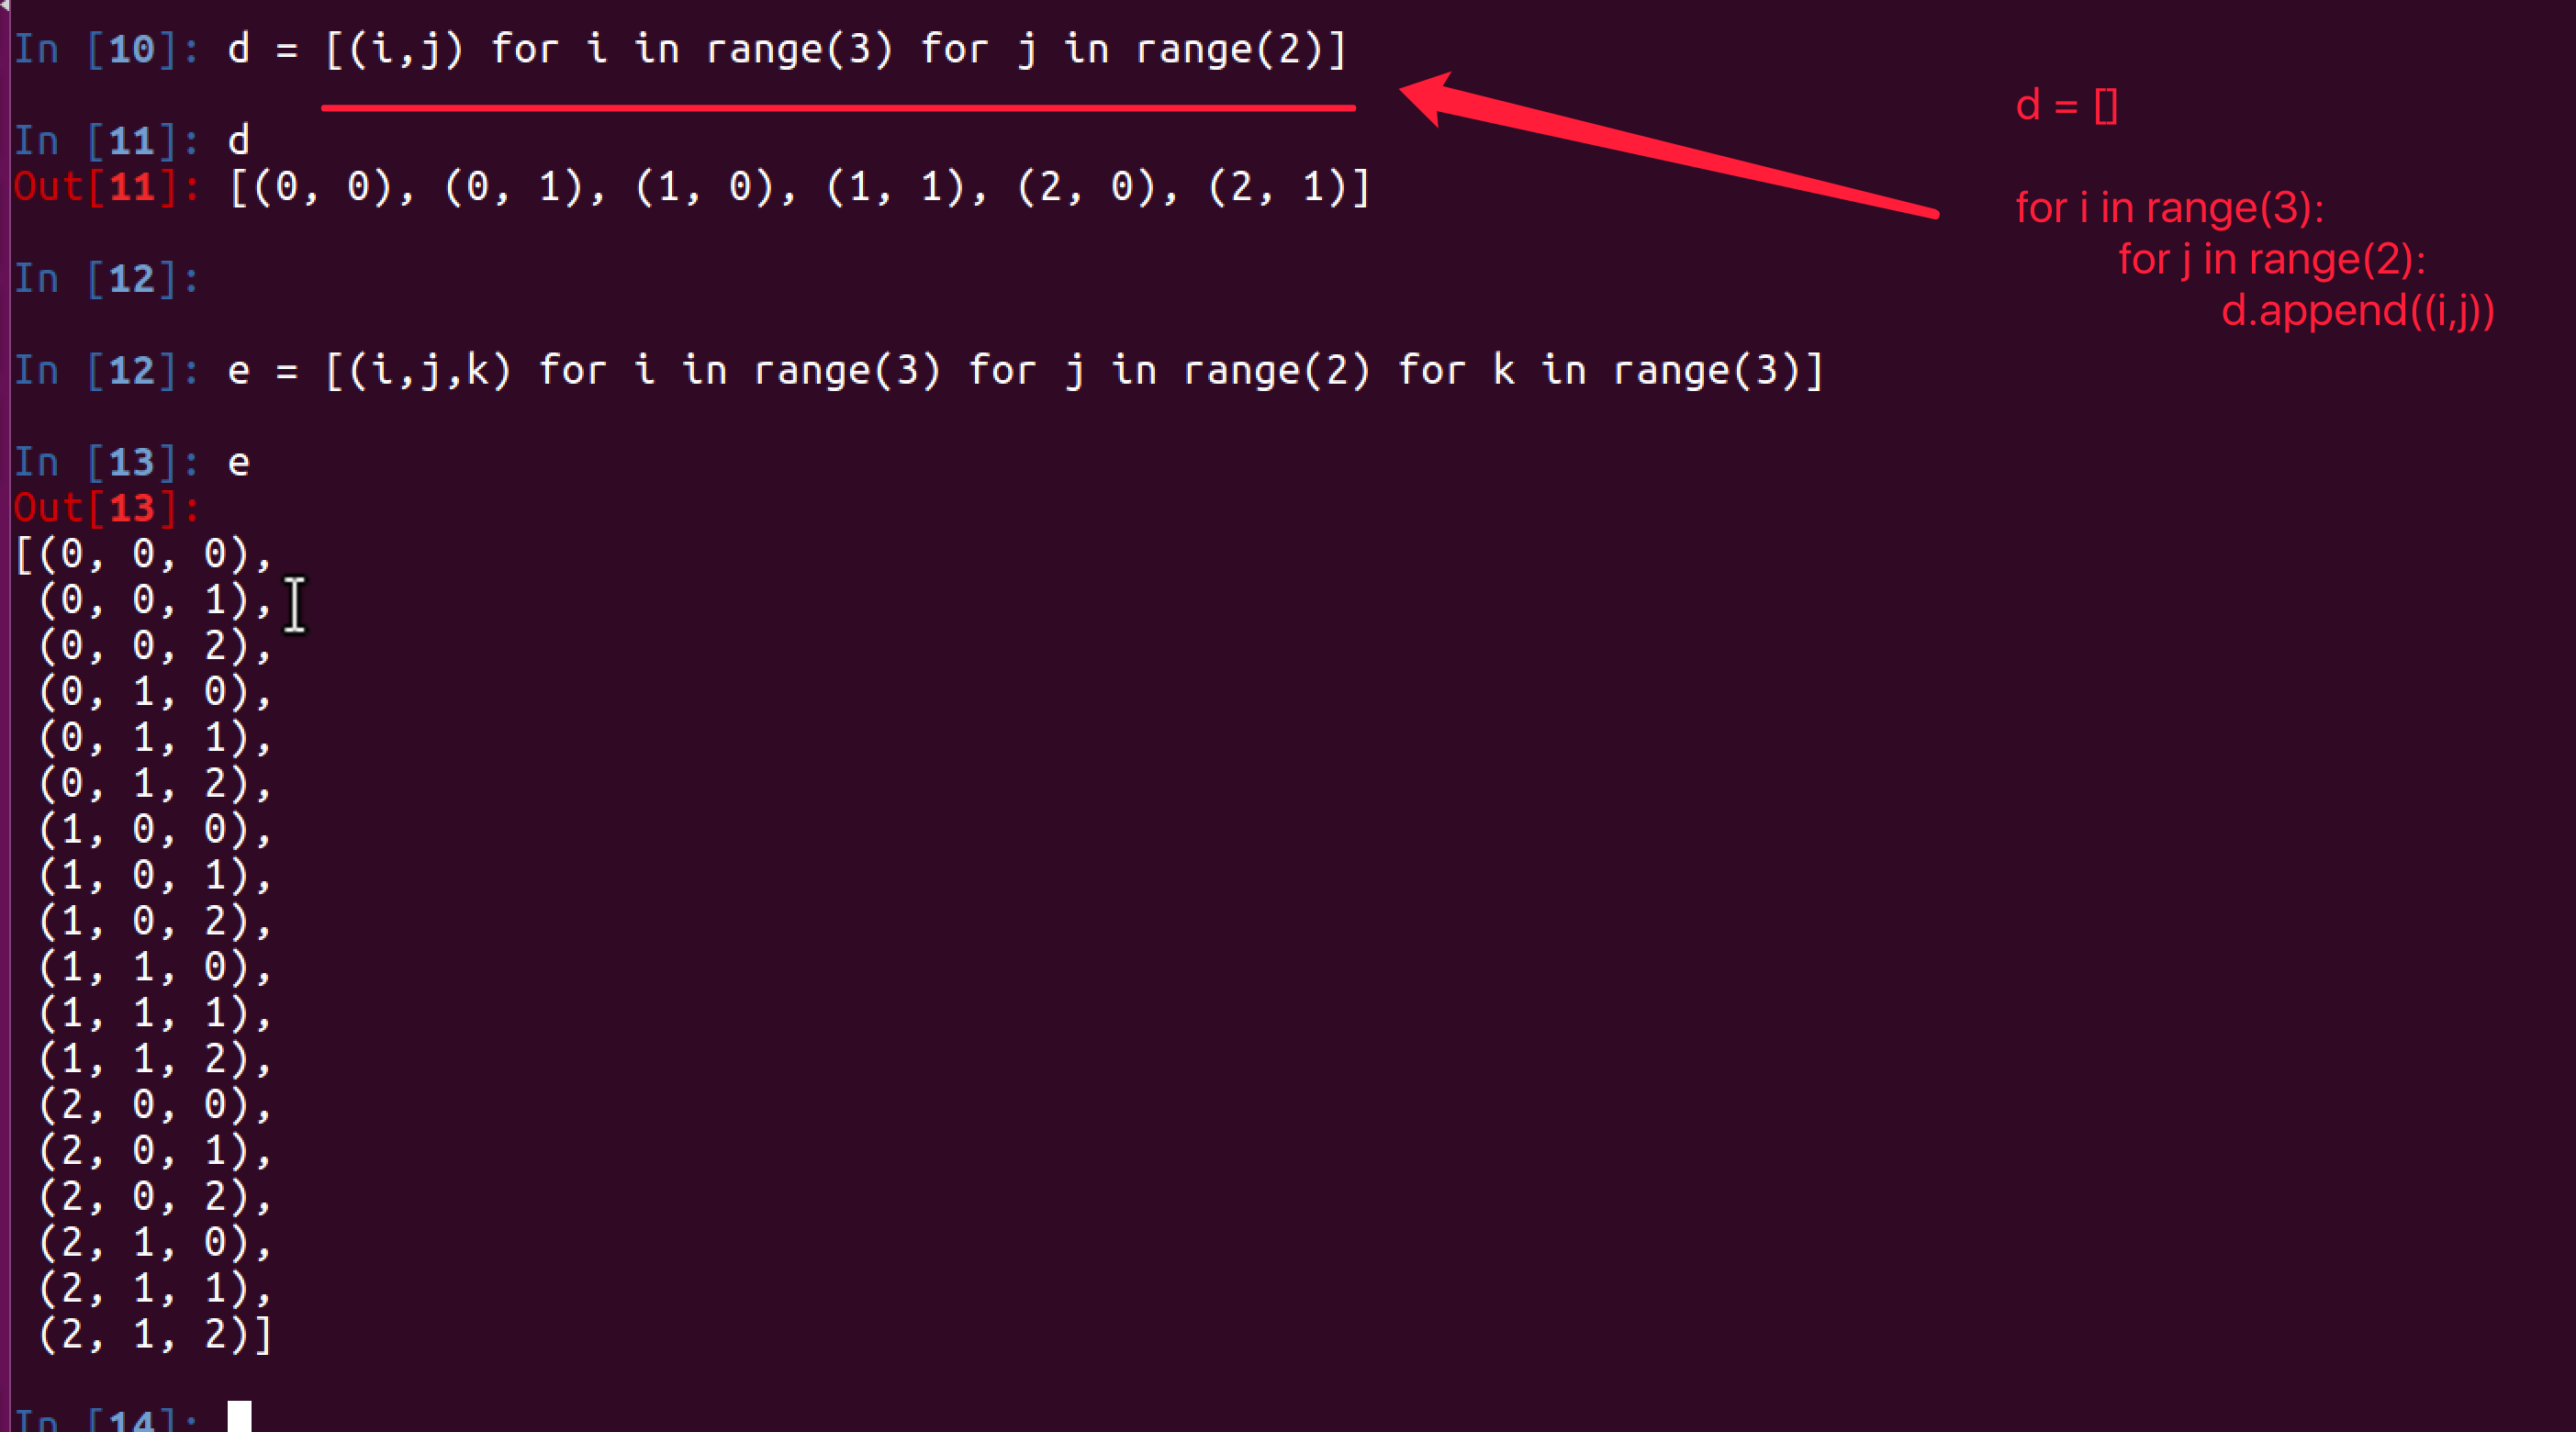 In [10]: d = [(i,j) for i in range(3) for j in range(2)]
In [11]: d
Out[11]: [(0, 0), (0, 1), (1, 0), (1, 1), (2, 0), (2, 1)]
In [12]:
In [12]: e = [(i,j,k) for i in range(3) for j in range(2) for k in range(3)]
In [13]: e
Out[13]:
[(0, 0, 0),
(0, 0, 1),
(0, 0, 2),
(0, 1, 0),
(0, 1, 1),
(0, 1, 2),
(1, 0, 0),
(1, 0, 1),
(1, 0, 2),
(1, 1, 0),
(1, 1, 1),
(1, 1, 2),
(2, 0, 0),
(2, 0, 1),
(2, 0, 2),
(2, 1, 0),
(2, 1, 1),
(2, 1, 2)]
In [14]:
d = []
for i in range(3):
for j in range(2):
d.append((i,j))